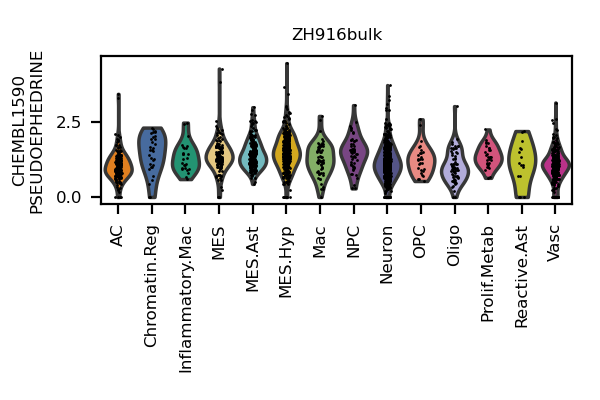 ZH916bulk
CHEMBL1590
PSEUDOEPHEDRINE
2.5
0.0
AC
Chromatin.Reg
Inflammatory.Mac
MES
MES.Ast
MES.Hyp
Mac
NPC
Neuron
OPC
Oligo
Prolif.Metab
Reactive.Ast
Vasc